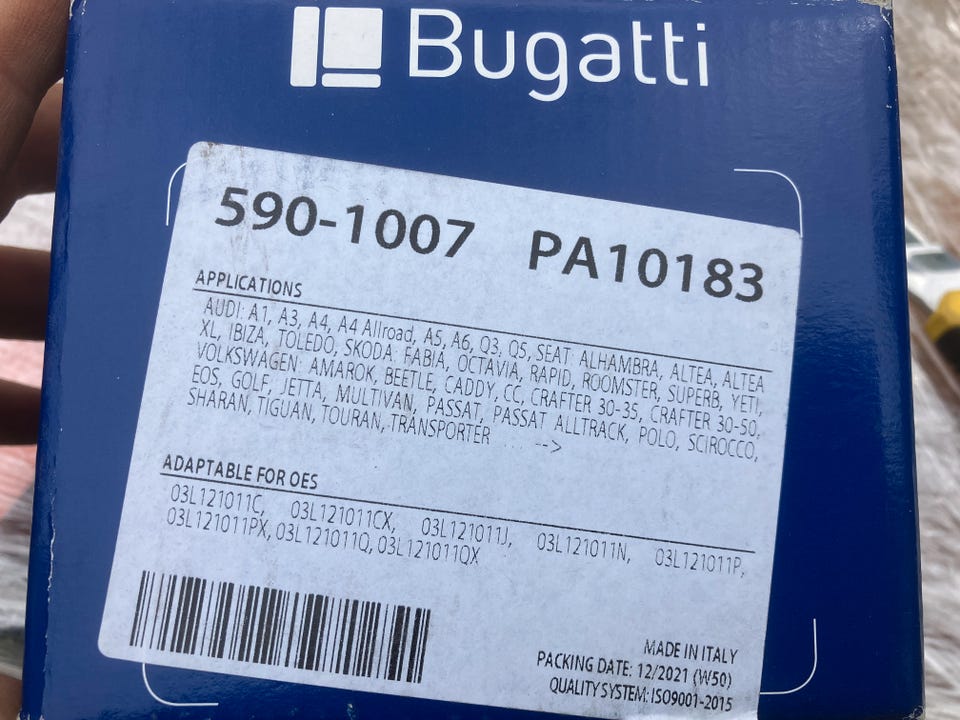 Bugatti
590-1007 PA10183
APPLICATIONS
AUDI: A1, A3, A4, A4 Allroad, A5, A6, Q3, Q5, SEAT: ALHAMBRA, ALTEA, ALTEA
XL, IBIZA, TOLEDO, SKODA: FABIA, OCTAVIA, RAPID, ROOMSTER, SUPERB, YETI,
VOLKSWAGEN: AMAROK, BEETLE, CADDY, CC, CRAFTER 30-35, CRAFTER 30-50,
EOS, GOLF, JETTA, MULTIVAN, PASSAT, PASSAT ALLTRACK, POLO, SCIROCCO,
SHARAN, TIGUAN, TOURAN, TRANSPORTER -->
ADAPTABLE FOR OES
03L121011C, 03L121011CX, 03L121011J, 03L121011N, 03L121011P,
03L121011PX, 03L121011Q, 03L121011QX
MADE IN ITALY
PACKING DATE: 12/2021 (W50)
QUALITY SYSTEM: ISO9001-2015